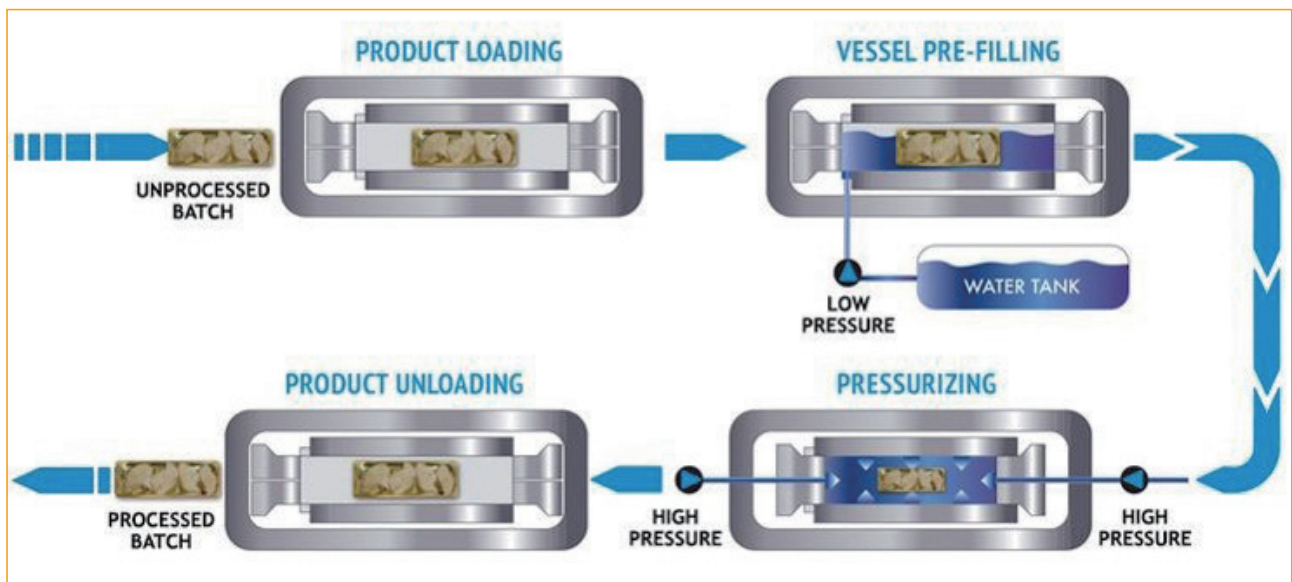 PRODUCT LOADING
VESSEL PRE-FILLING
UNPROCESSED
BATCH
WATER TANK
LOW
PRESSURE
PRODUCT UNLOADING
PRESSURIZING
PROCESSED
BATCH
HIGH
PRESSURE
HIGH
PRESSURE